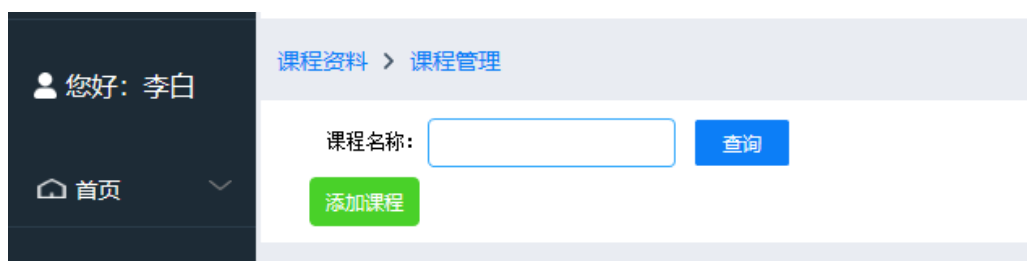 您好：李白
首页
课程资料 > 课程管理
课程名称：
查询
添加课程